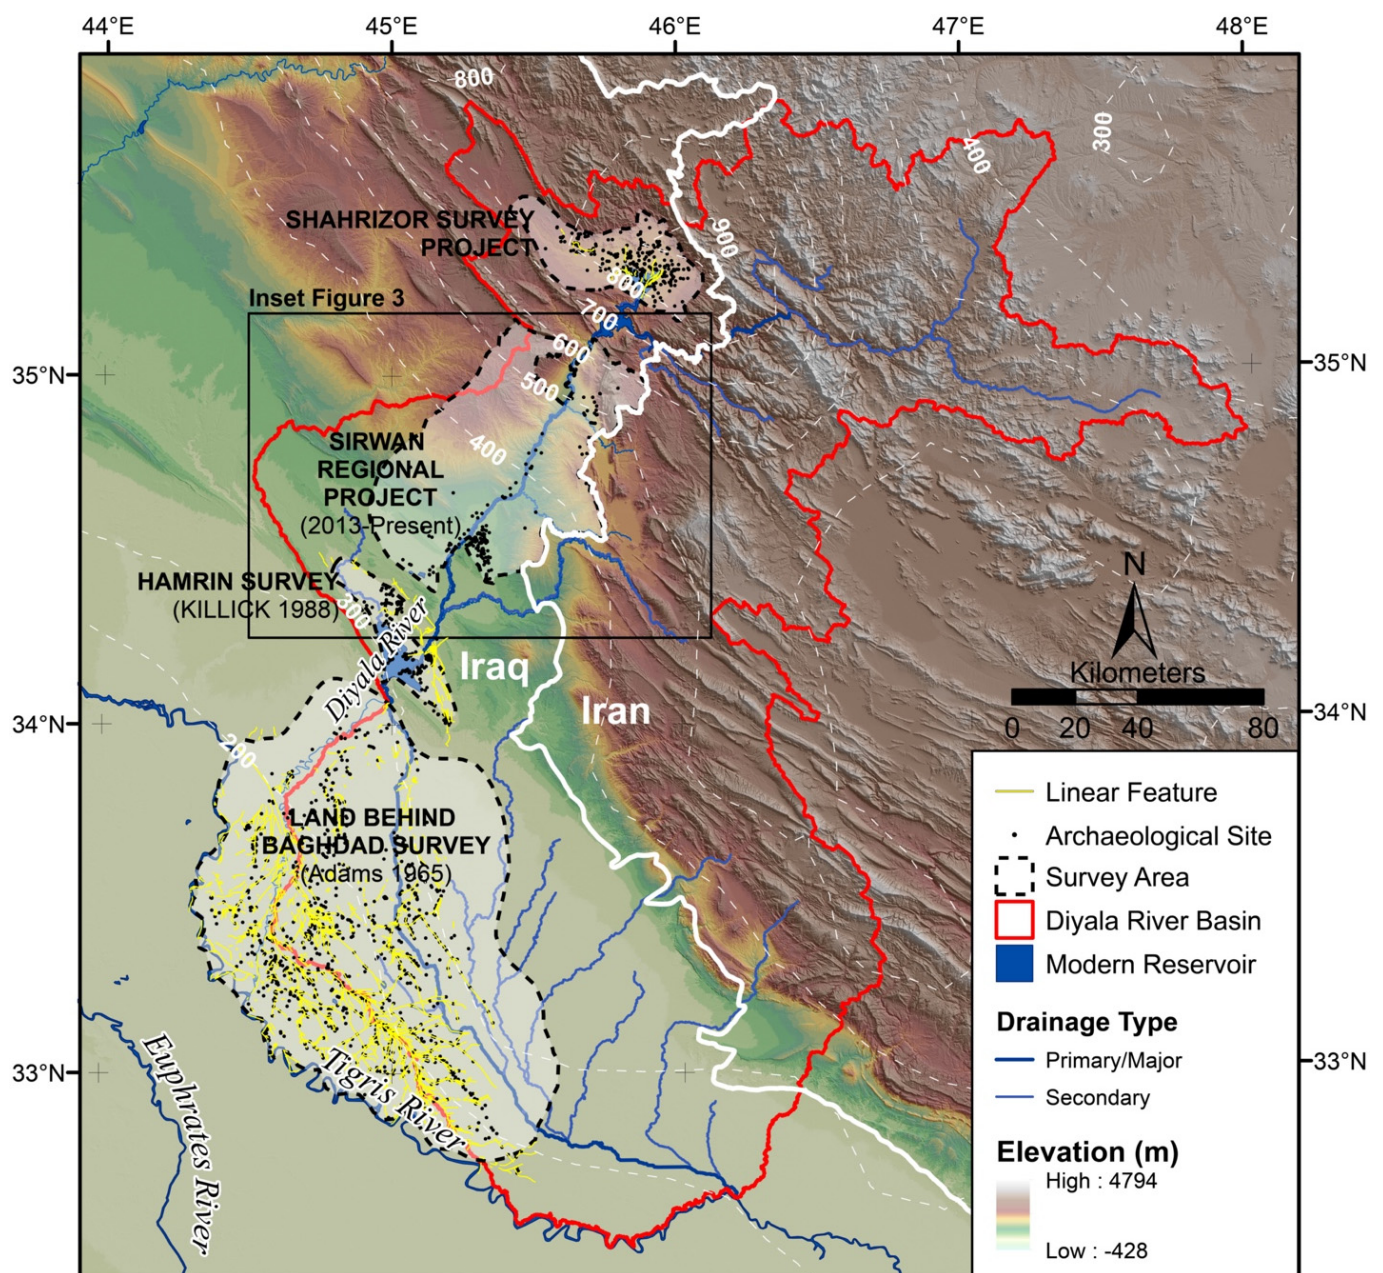 44°E
45°E
46°E
47°E
48°E
800
300
400
SHAHRIZOR SURVEY
PROJECT
900
800
Inset Figure 3
700
600
35°N
35°N
500
SIRWAN
REGIONAL
PROJECT
(2013-Present)
400
N
HAMRIN SURVEY
(KILLICK 1988)
300
Diyala River
Iraq
Iran
Kilometers
0 20 40 80
34°N
34°N
200
LAND BEHIND
BAGHDAD SURVEY
(Adams 1965)
Linear Feature
Archaeological Site
Survey Area
Diyala River Basin
Modern Reservoir
Drainage Type
Primary/Major
Secondary
Elevation (m)
High : 4794
Low : -428
33°N
33°N
Tigris River
Euphrates River